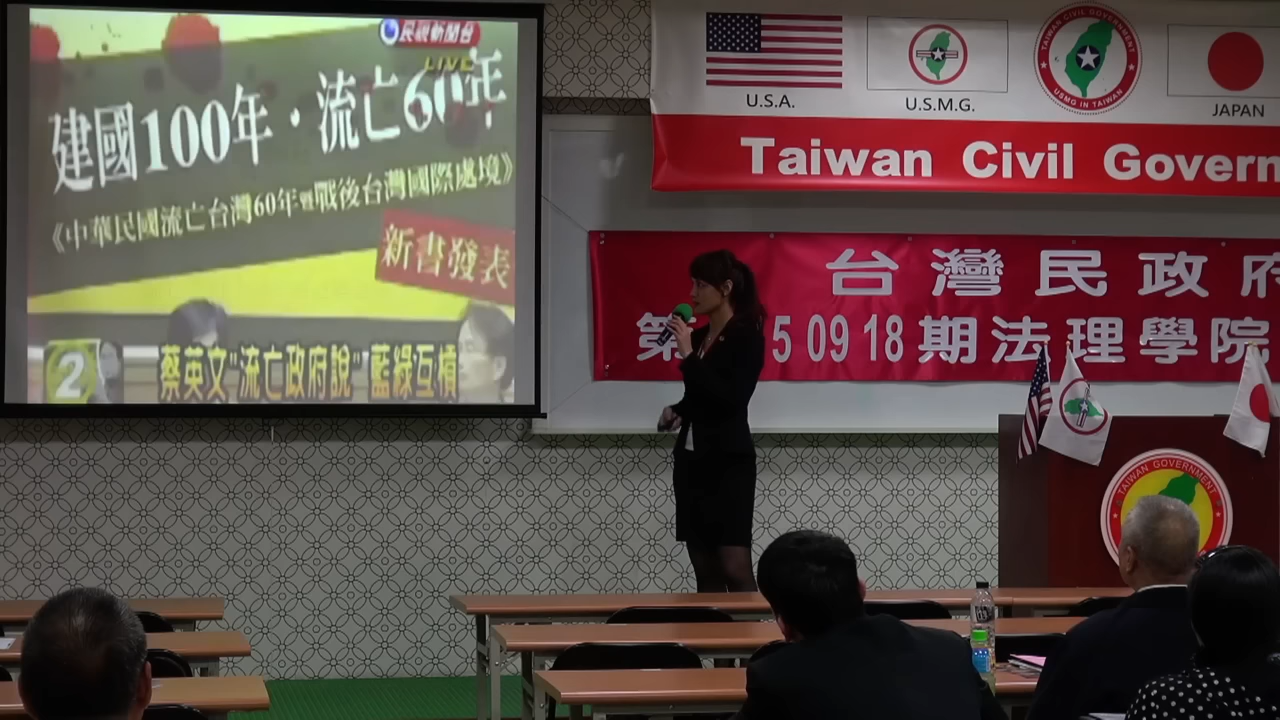 民視新聞台
LIVE
建國100年·流亡60年
《中華民國流亡台灣60年暨戰後台灣國際處境》
新書發表
2
蔡英文"流亡政府說" 藍綠互槓
U.S.A.
U.S.M.G.
TAIWAN CIVIL GOVERNMENT
USMG IN TAIWAN
JAPAN
Taiwan Civil Govern
台灣民政府
第 5 09 18 期法理學院
TAIWAN GOVERNMENT